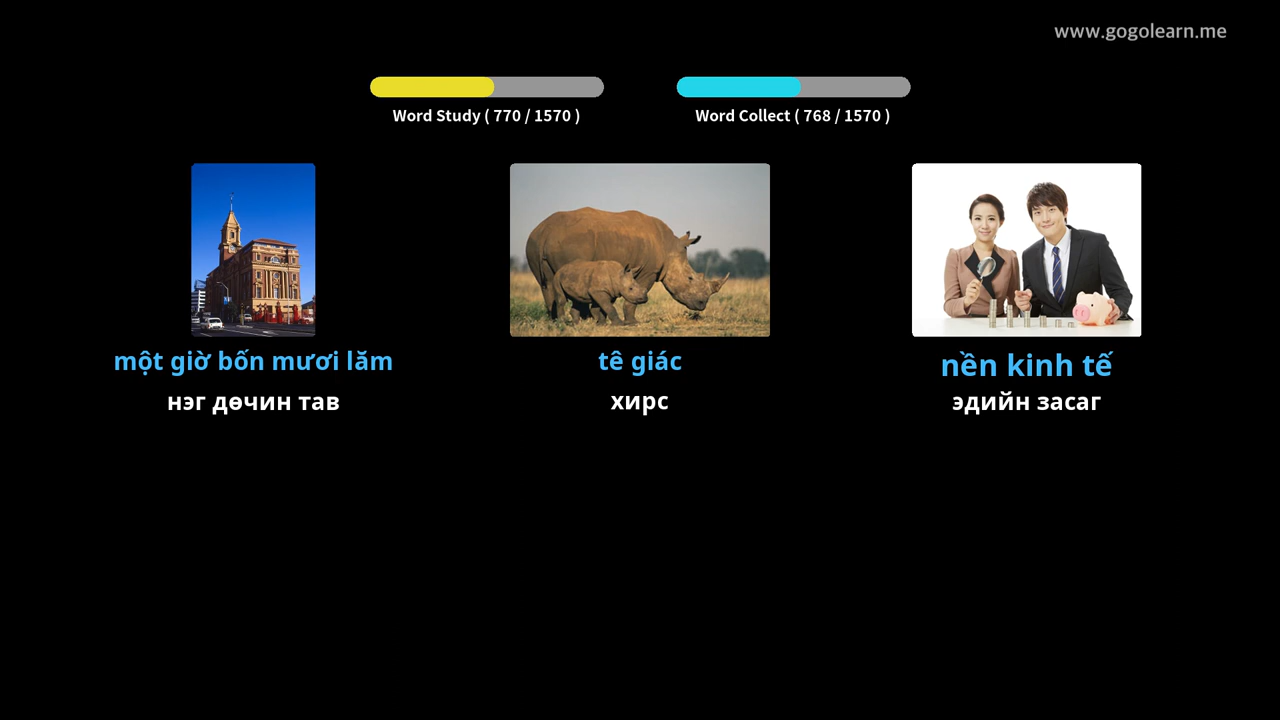 www.gogolearn.me
Word Study ( 770 / 1570 )
Word Collect ( 768 / 1570 )
một giờ bốn mươi lăm
нэг дөчин тав
tê giác
хирс
nền kinh tế
эдийн засаг